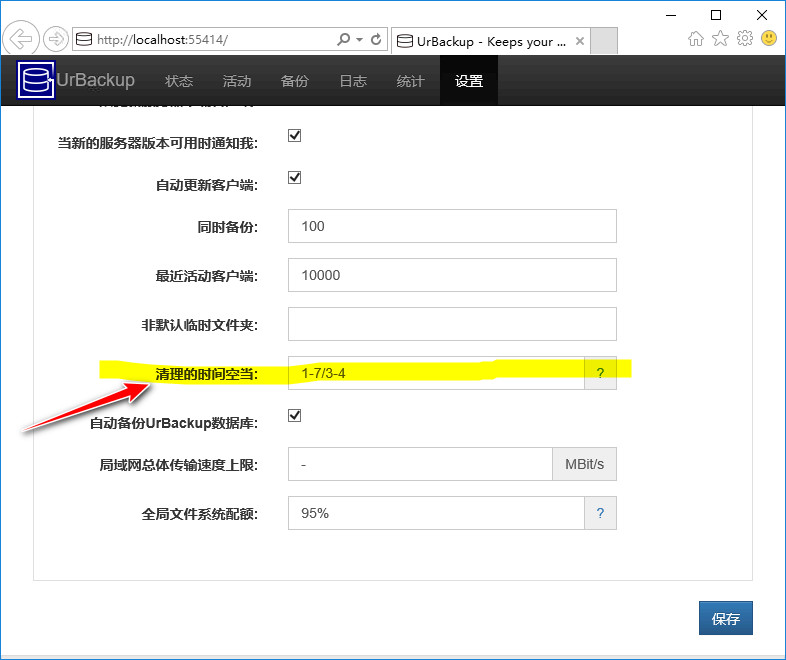 http://localhost:55414/
UrBackup - Keeps your ...
UrBackup 状态 活动 备份 日志 统计 设置
当新的服务器版本可用时通知我:
自动更新客户端:
同时备份: 100
最近活动客户端: 10000
非默认临时文件夹:
清理的时间空当: 1-7/3-4 ?
自动备份UrBackup数据库:
局域网总体传输速度上限: - MBit/s
全局文件系统配额: 95% ?
保存